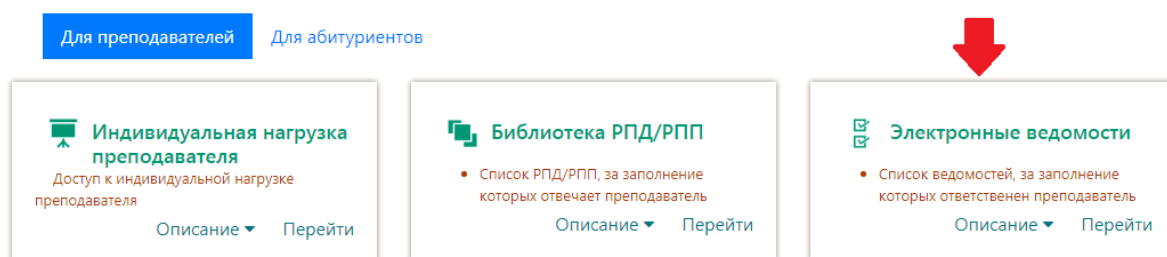 Для преподавателей
Для абитуриентов
Индивидуальная нагрузка
преподавателя
Доступ к индивидуальной нагрузке
преподавателя
Описание
Перейти
Библиотека РПД/РПП
• Список РПД/РПП, за заполнение
которых отвечает преподаватель
Описание
Перейти
Электронные ведомости
• Список ведомостей, за заполнение
которых ответственен преподаватель
Описание
Перейти